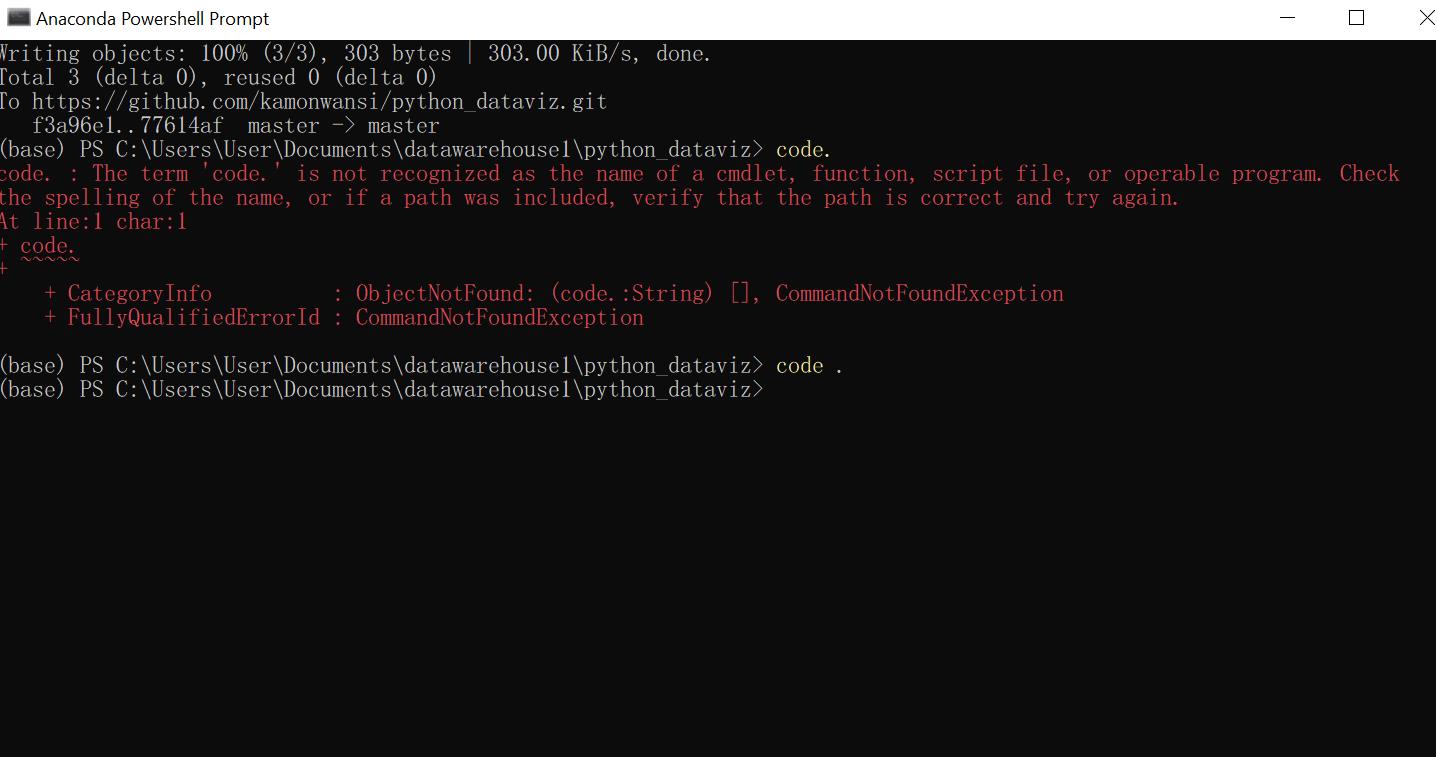 Anaconda Powershell Prompt
Writing objects: 100% (3/3), 303 bytes | 303.00 KiB/s, done.
Total 3 (delta 0), reused 0 (delta 0)
To https://github.com/kamonwansi/python_dataviz.git
   f3a96e1..77614af  master -> master
(base) PS C:\Users\User\Documents\datawarehouse1\python_dataviz> code.
code. : The term 'code.' is not recognized as the name of a cmdlet, function, script file, or operable program. Check
the spelling of the name, or if a path was included, verify that the path is correct and try again.
At line:1 char:1
+ code.
+ ~~~~~
    + CategoryInfo          : ObjectNotFound: (code.:String) [], CommandNotFoundException
    + FullyQualifiedErrorId : CommandNotFoundException
(base) PS C:\Users\User\Documents\datawarehouse1\python_dataviz> code .
(base) PS C:\Users\User\Documents\datawarehouse1\python_dataviz>